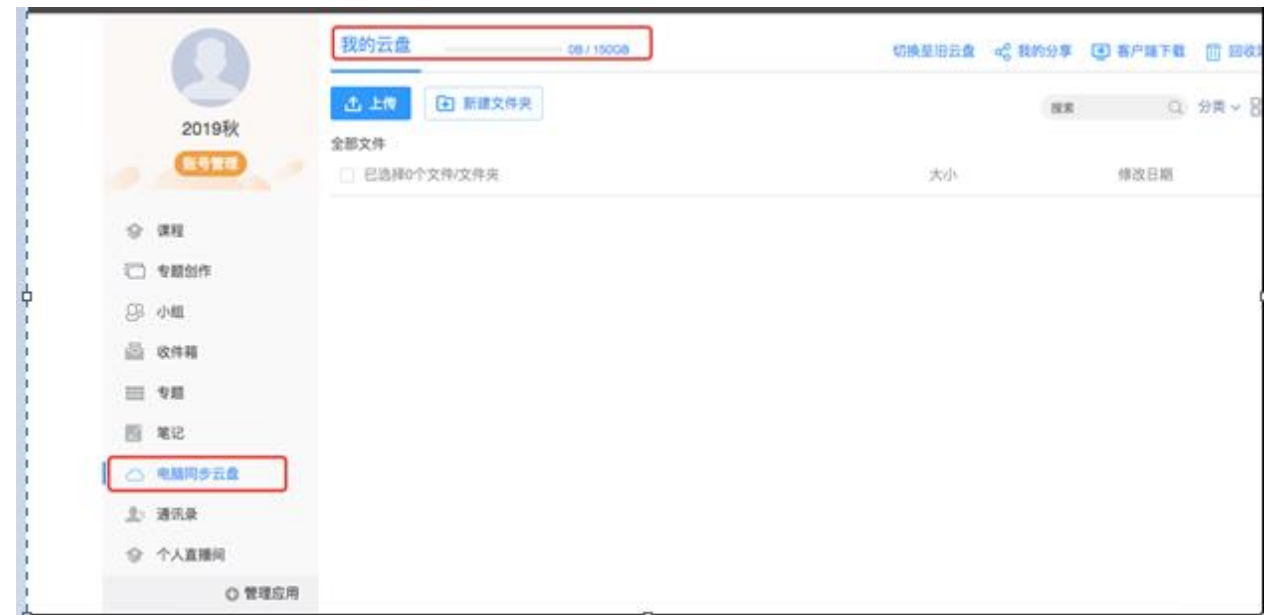 我的云盘 0B / 150GB
切换至旧云盘 我的分享 客户端下载
上传 新建文件夹
搜索 分类
全部文件
已选择0个文件/文件夹 大小 修改日期
2019秋
账号管理
课程
专题创作
小组
收件箱
专题
笔记
电脑同步云盘
通讯录
个人直播间
管理应用